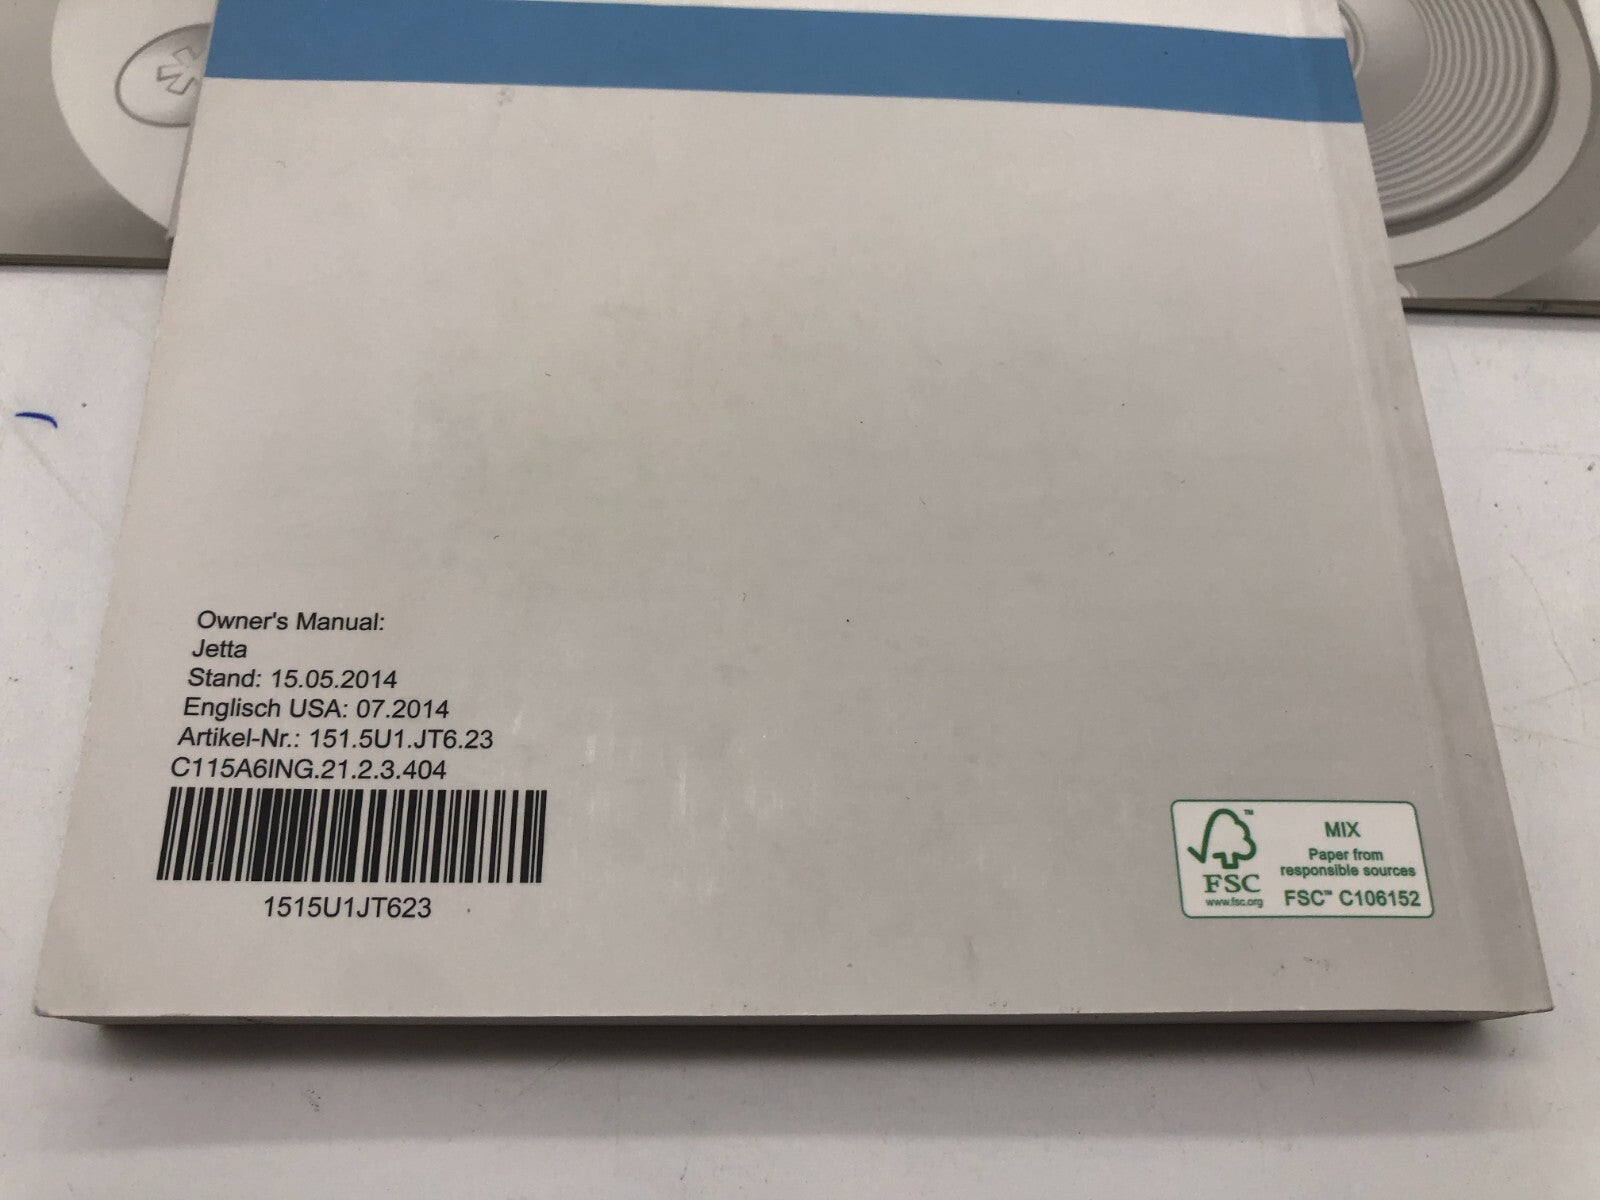 Owner's Manual:
Jetta
Stand: 15.05.2014
Englisch USA: 07.2014
Artikel-Nr.: 151.5U1.JT6.23
C115A6ING.21.2.3.404
1515U1JT623
FSC
www.fsc.org
MIX
Paper from
responsible sources
FSC™ C106152